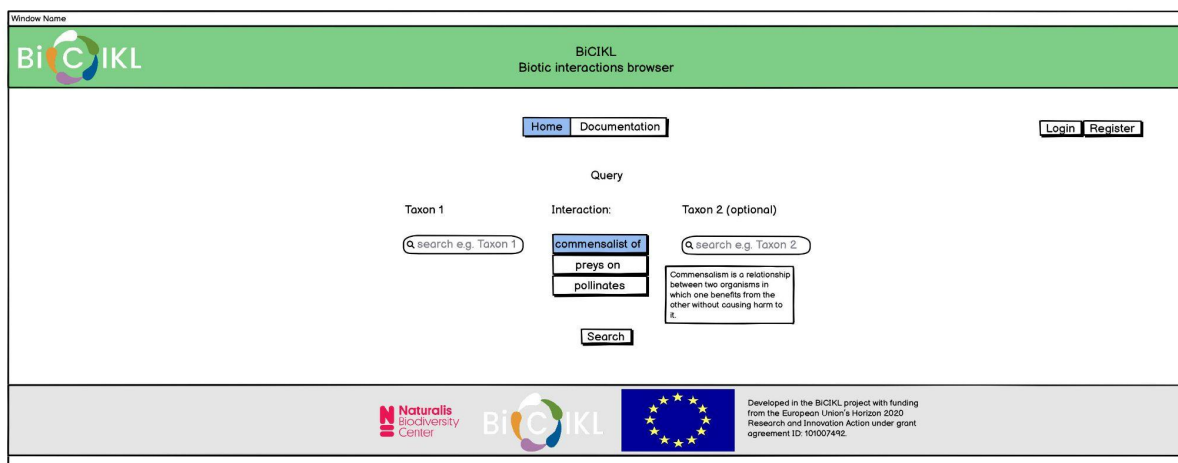 Window Name
BiCIKL
BiCIKL
Biotic interactions browser
Home Documentation
Login Register
Query
Taxon 1
Interaction:
Taxon 2 (optional)
search e.g. Taxon 1
commensalist of
search e.g. Taxon 2
preys on
pollinates
Commensalism is a relationship
between two organisms in
which one benefits from the
other without causing harm to
it.
Search
Naturalis
Biodiversity
Center
BiCIKL
Developed in the BiCIKL project with funding
from the European Union's Horizon 2020
Research and Innovation Action under grant
agreement ID: 101007492.